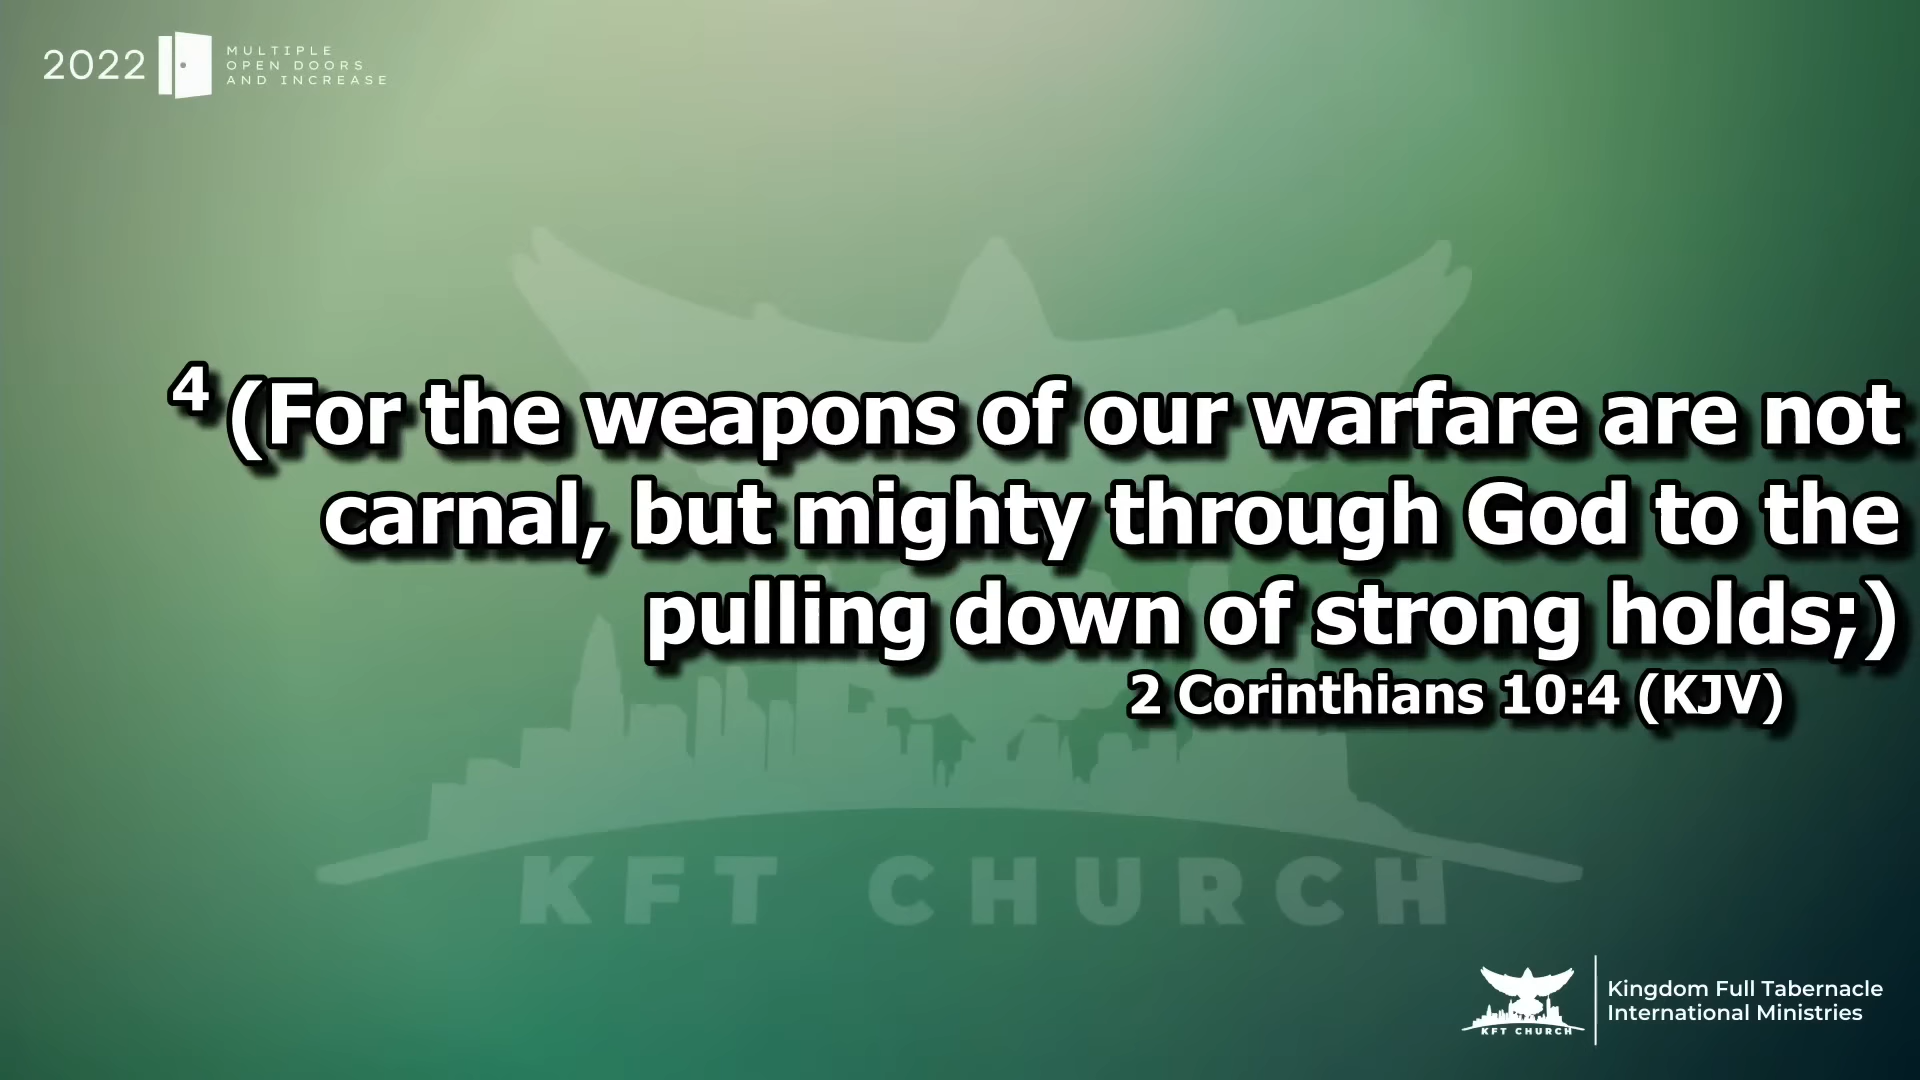 2022
MULTIPLE
OPEN DOORS
AND INCREASE
4 (For the weapons of our warfare are not
carnal, but mighty through God to the
pulling down of strong holds;)
2 Corinthians 10:4 (KJV)
KFT CHURCH
KFT CHURCH
Kingdom Full Tabernacle
International Ministries